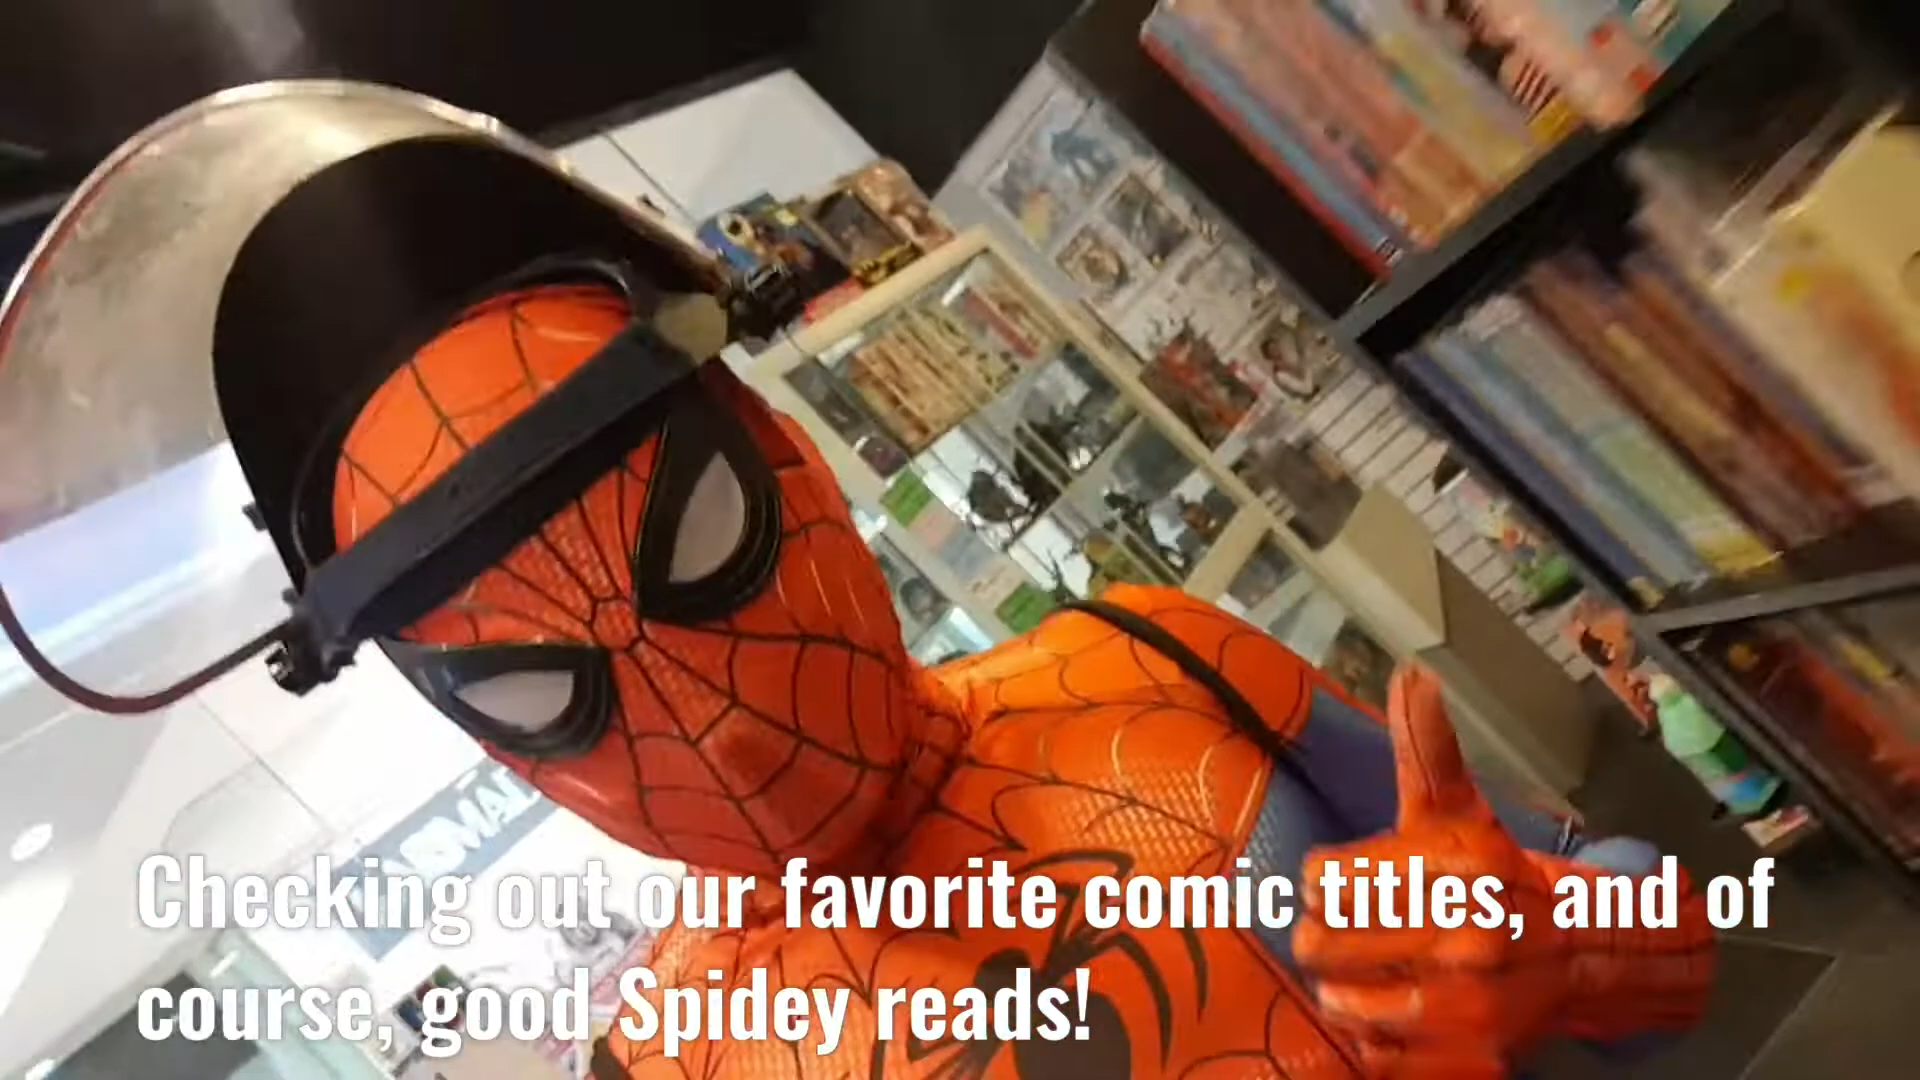 Checking out our favorite comic titles, and of
course, good Spidey reads!